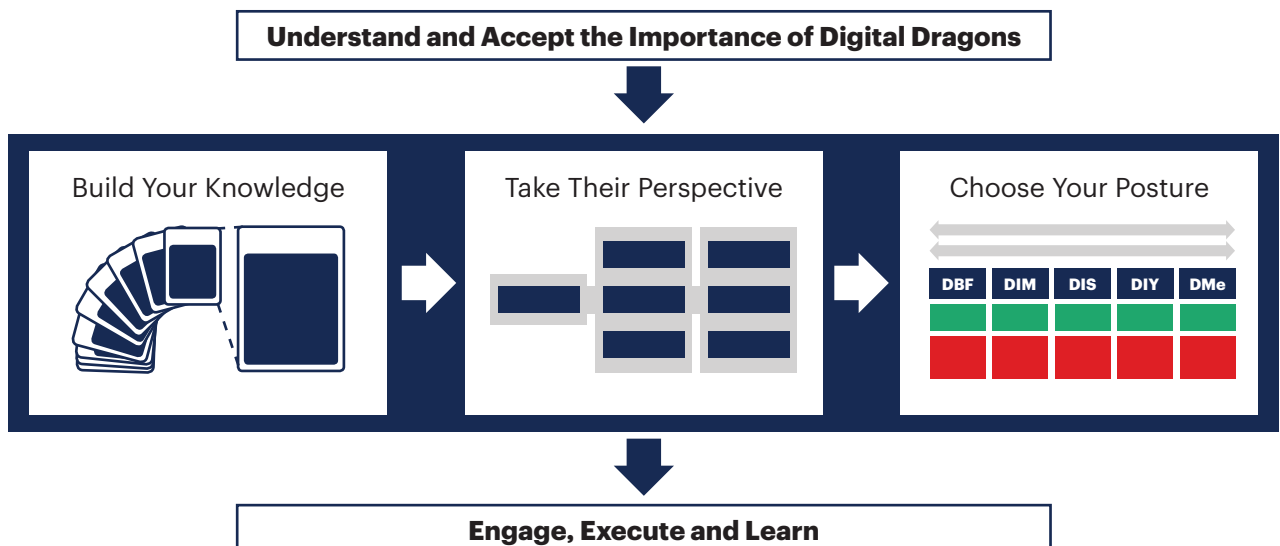 Understand and Accept the Importance of Digital Dragons
Build Your Knowledge
Take Their Perspective
Choose Your Posture
DBF DIM DIS DIY DMe
Engage, Execute and Learn